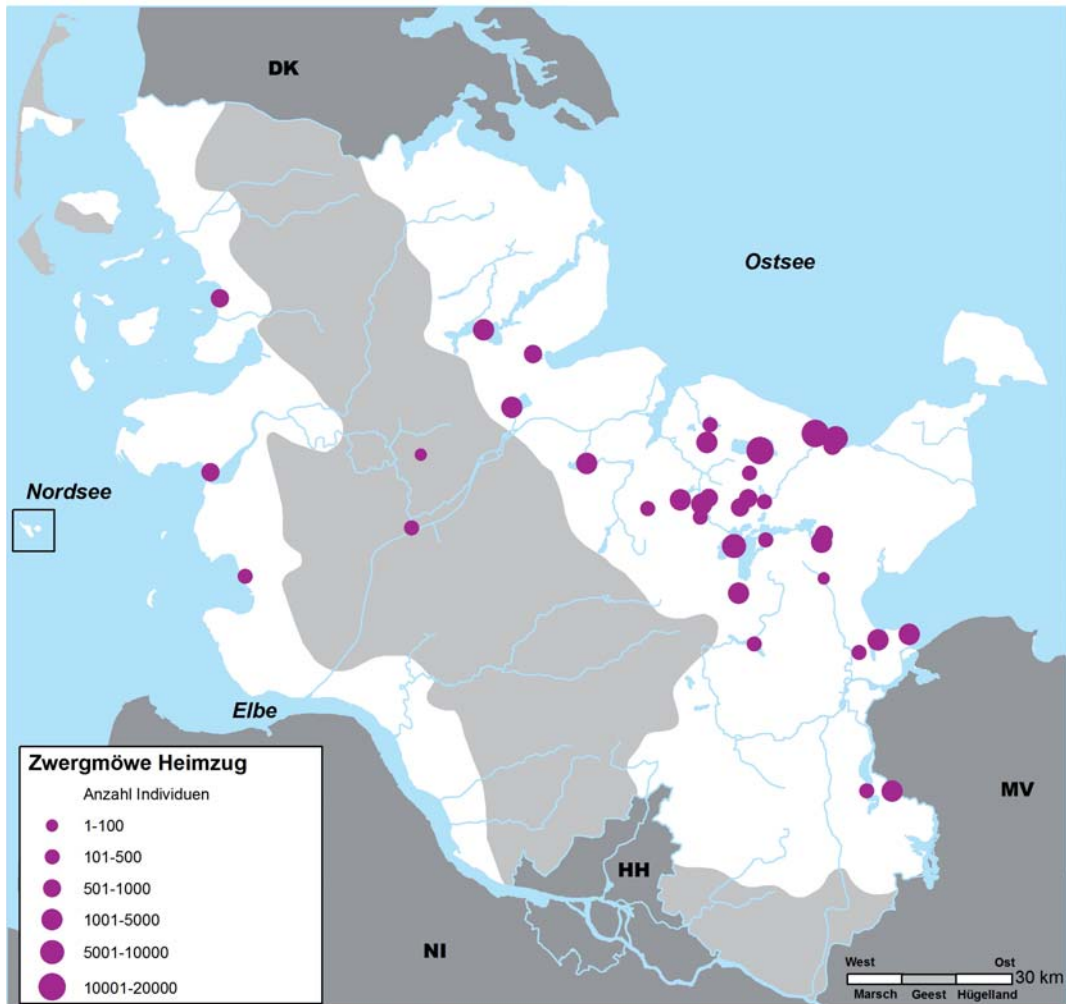 DK
Ostsee
Nordsee
Elbe
Zwergmöwe Heimzug
Anzahl Individuen
1-100
101-500
501-1000
1001-5000
5001-10000
10001-20000
HH
NI
MV
West Ost
30 km
Marsch Geest Hügelland